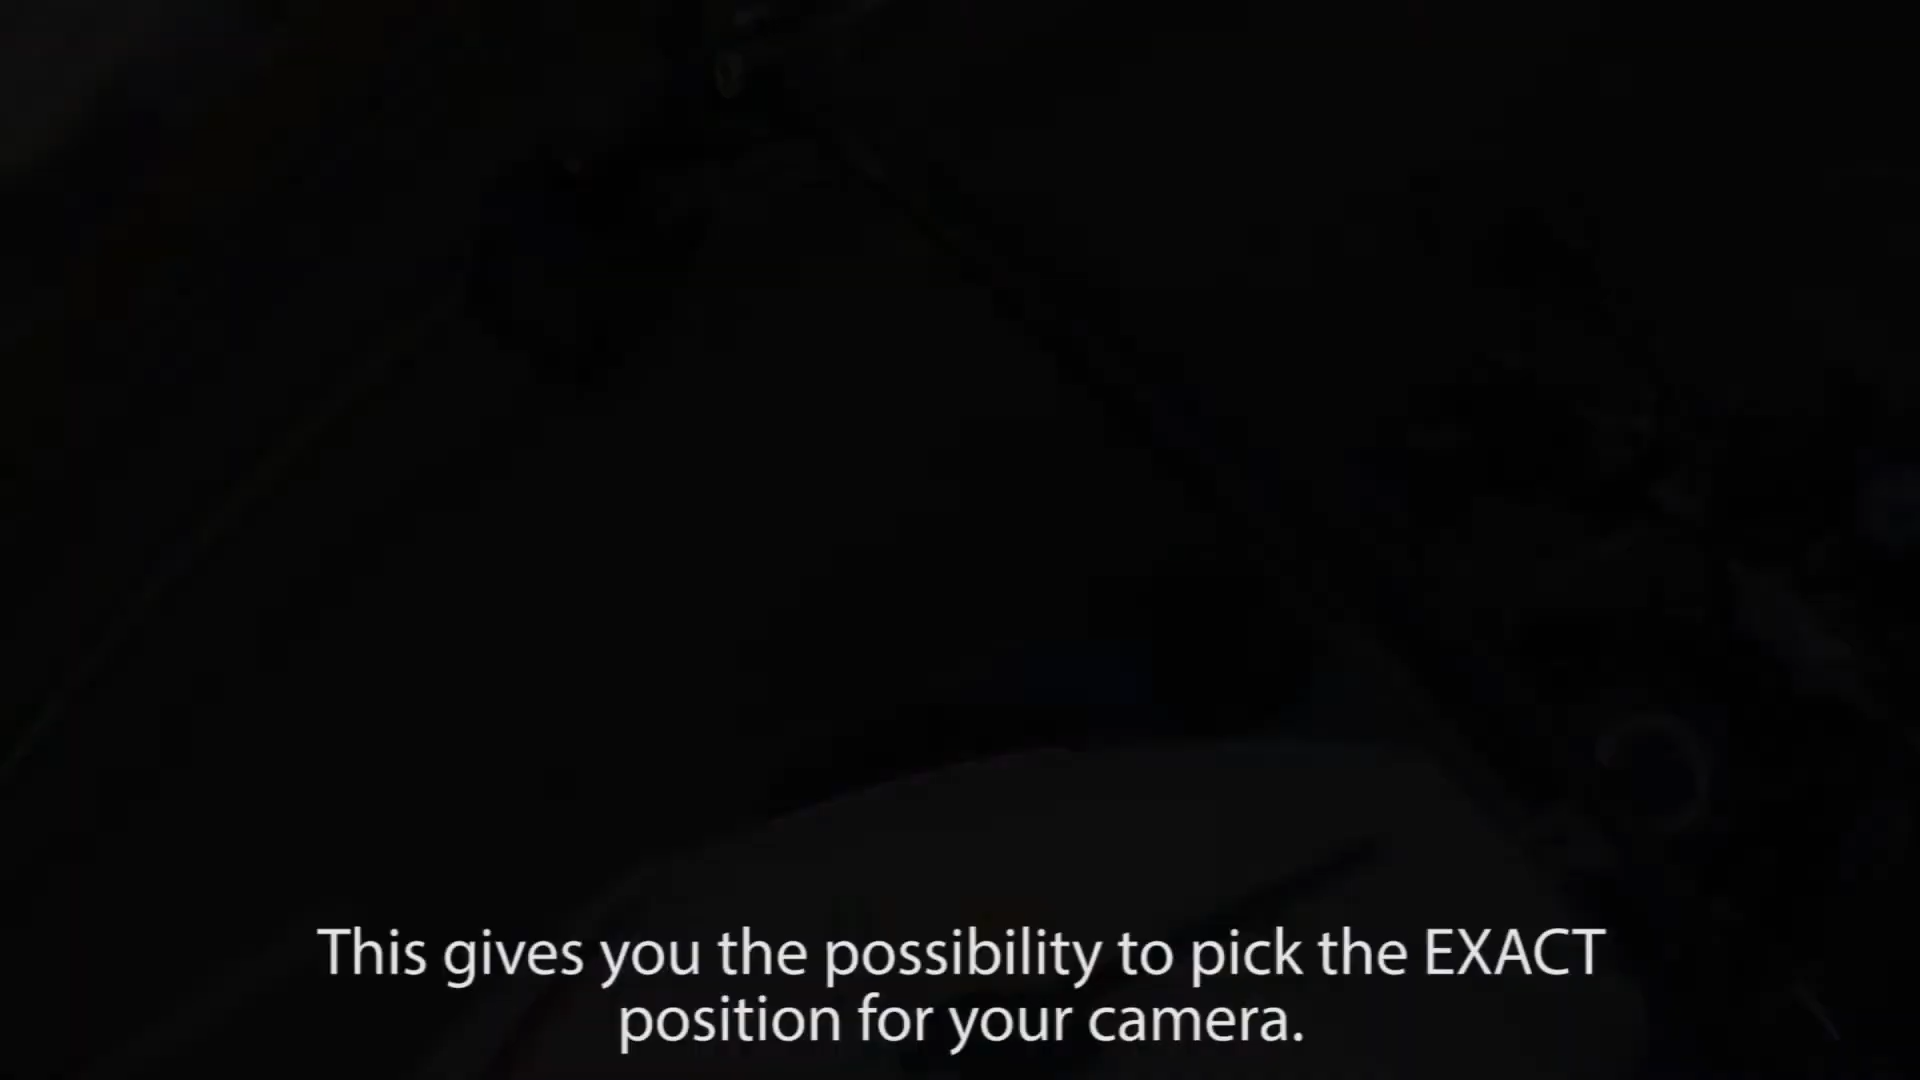 This gives you the possibility to pick the EXACT
position for your camera.